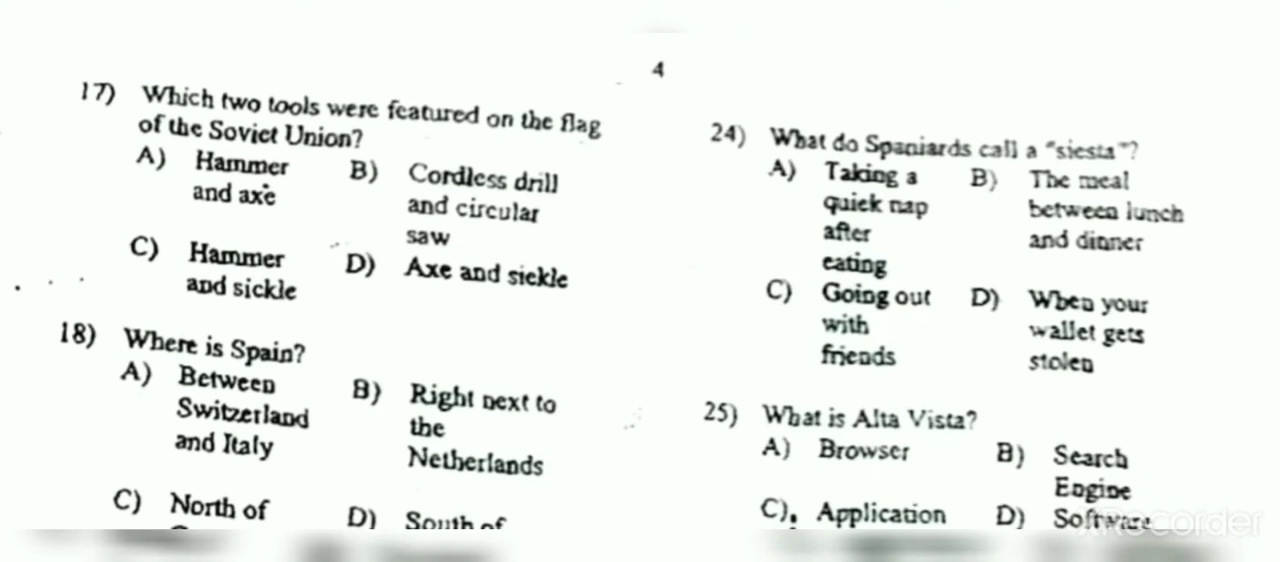 4
17) Which two tools were featured on the flag
of the Soviet Union?
A) Hammer and axe B) Cordless drill and circular saw
C) Hammer and sickle D) Axe and sickle
18) Where is Spain?
A) Between Switzerland and Italy B) Right next to the Netherlands
C) North of D) South of
24) What do Spaniards call a "siesta"?
A) Taking a quick nap after eating B) The meal between lunch and dinner
C) Going out with friends D) When your wallet gets stolen
25) What is Alta Vista?
A) Browser B) Search Engine
C) Application D) Software
XRecorder